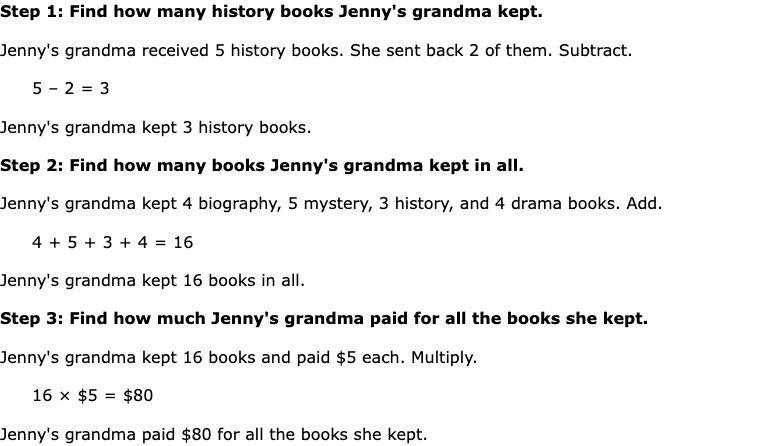 Step 1: Find how many history books Jenny's grandma kept.
Jenny's grandma received 5 history books. She sent back 2 of them. Subtract.
5 – 2 = 3
Jenny's grandma kept 3 history books.
Step 2: Find how many books Jenny's grandma kept in all.
Jenny's grandma kept 4 biography, 5 mystery, 3 history, and 4 drama books. Add.
4 + 5 + 3 + 4 = 16
Jenny's grandma kept 16 books in all.
Step 3: Find how much Jenny's grandma paid for all the books she kept.
Jenny's grandma kept 16 books and paid $5 each. Multiply.
16 × $5 = $80
Jenny's grandma paid $80 for all the books she kept.